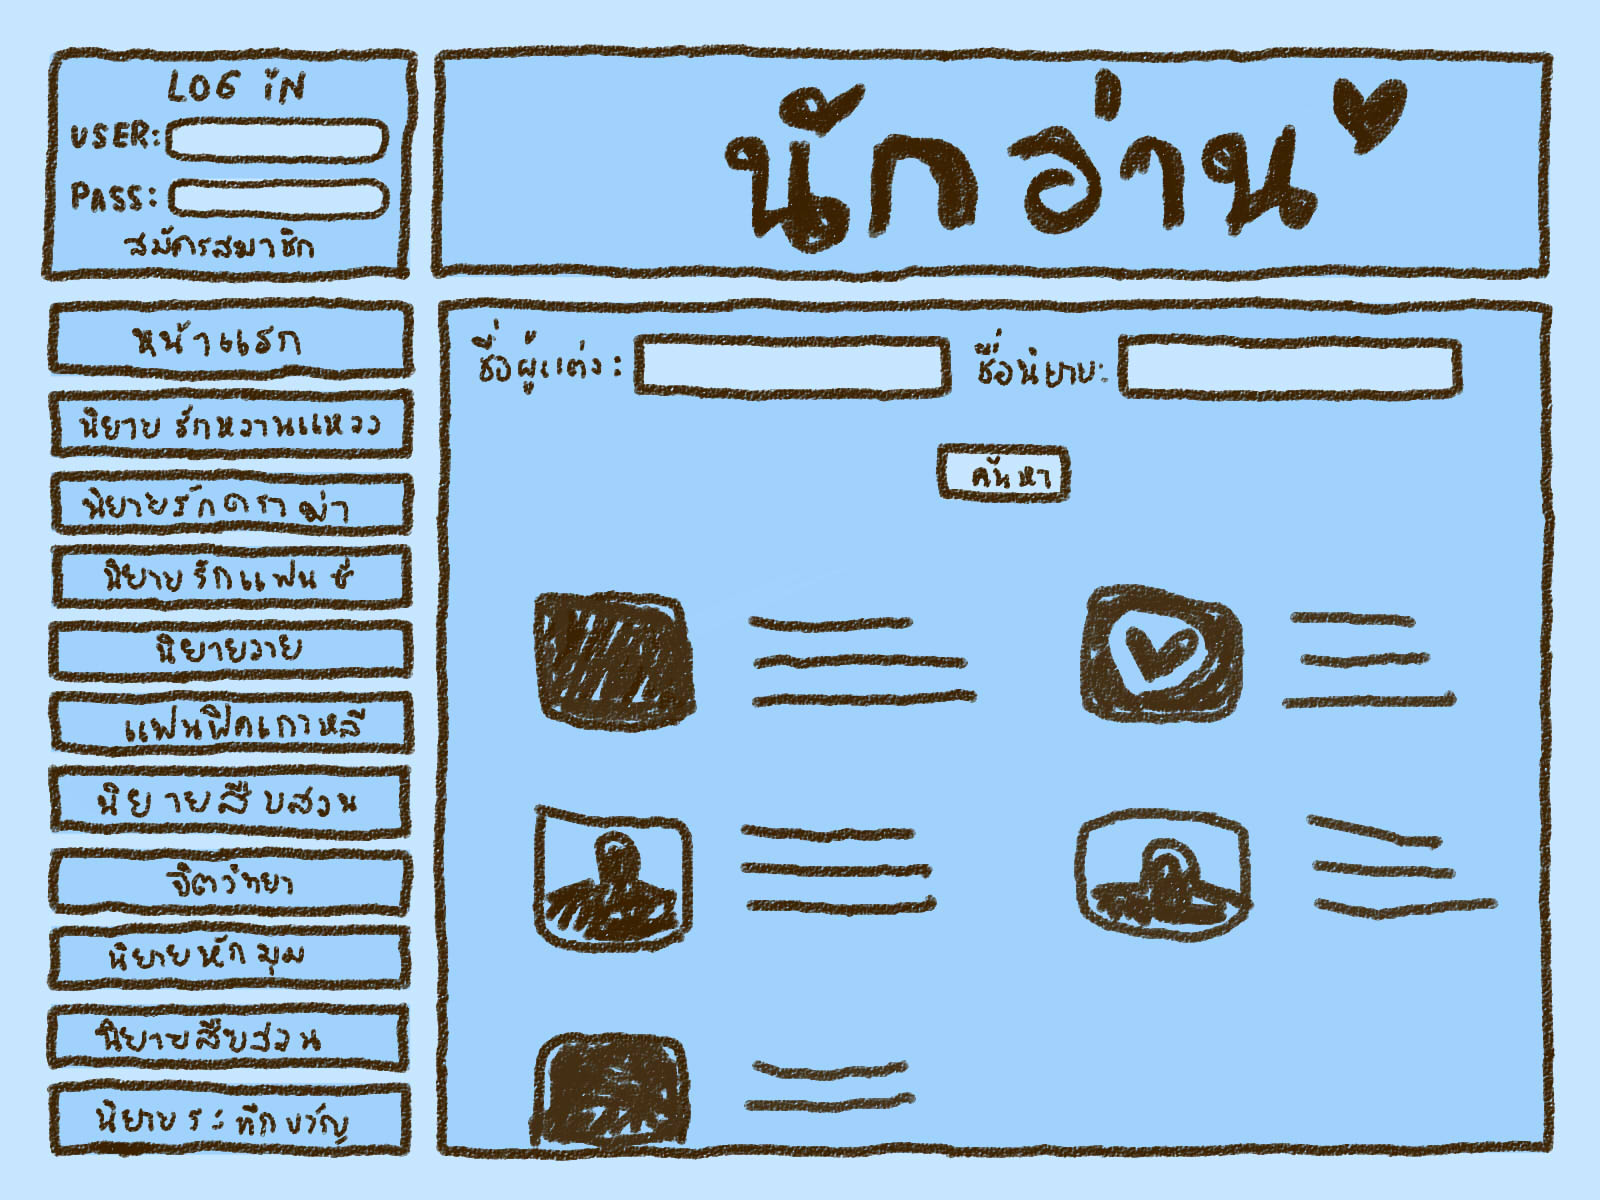 LOG iN
USER:
PASS:
สมัครสมาชิก
นักอ่าน
หน้าแรก
นิยายรักหวานแหวว
นิยายรักดราม่า
นิยายรักแฟนซี
นิยายวาย
แฟนฟิคเกาหลี
นิยายสืบสวน
จิตวิทยา
นิยายหักมุม
นิยายสืบสวน
นิยายระทึกขวัญ
ชื่อผู้แต่ง: ชื่อนิยาย:
ค้นหา